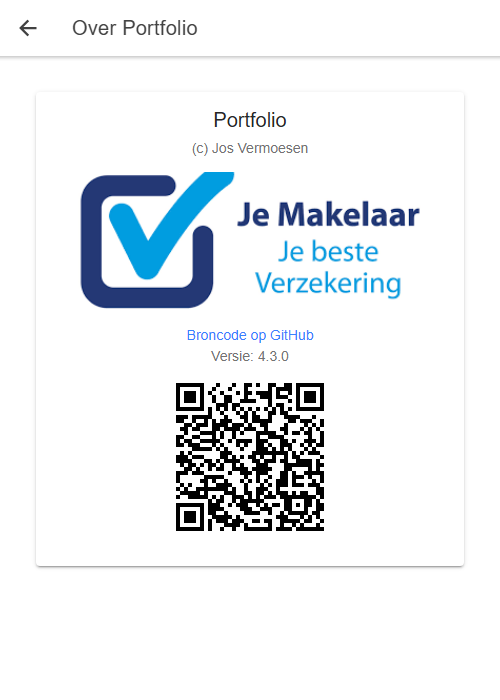 Over Portfolio
Portfolio
(c) Jos Vermoesen
Je Makelaar
Je beste
Verzekering
Broncode op GitHub
Versie: 4.3.0